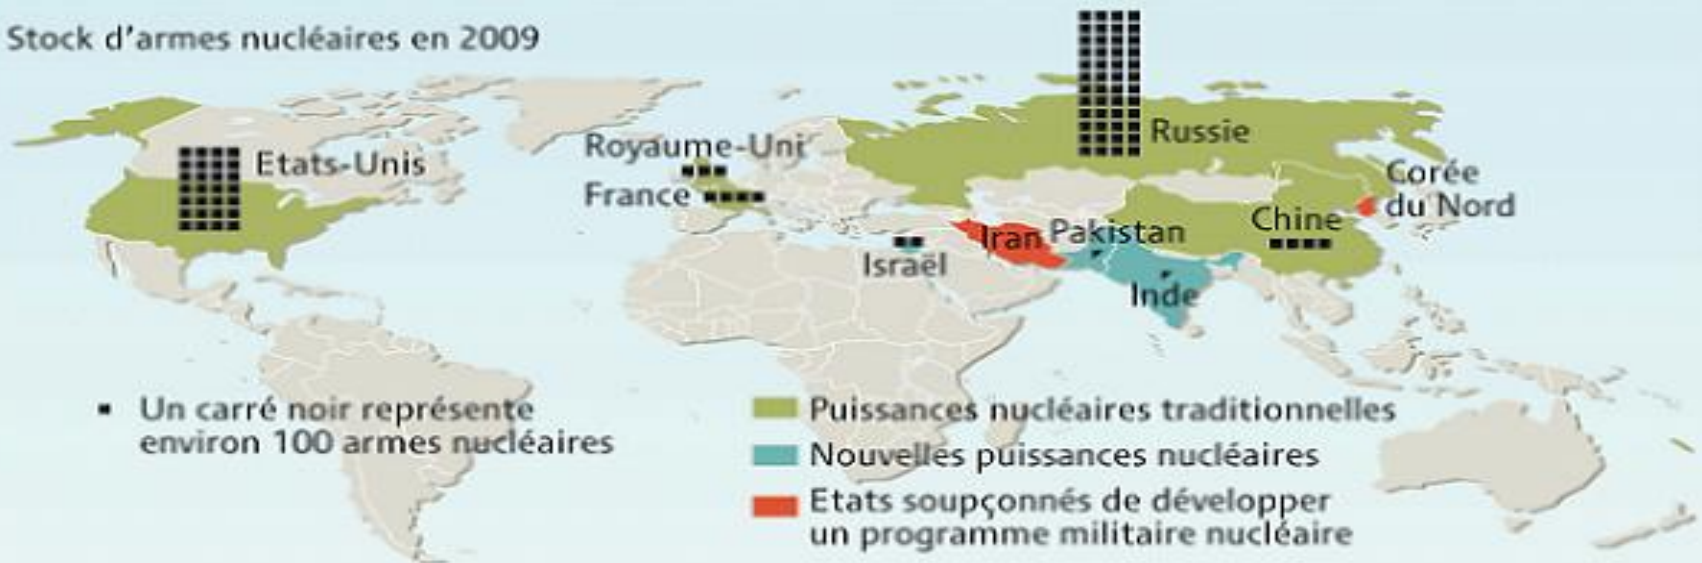 Stock d'armes nucléaires en 2009
Etats-Unis
Royaume-Uni
France
Russie
Corée
du Nord
Chine
Iran
Pakistan
Israël
Inde
Un carré noir représente
environ 100 armes nucléaires
Puissances nucléaires traditionnelles
Nouvelles puissances nucléaires
Etats soupçonnés de développer
un programme militaire nucléaire